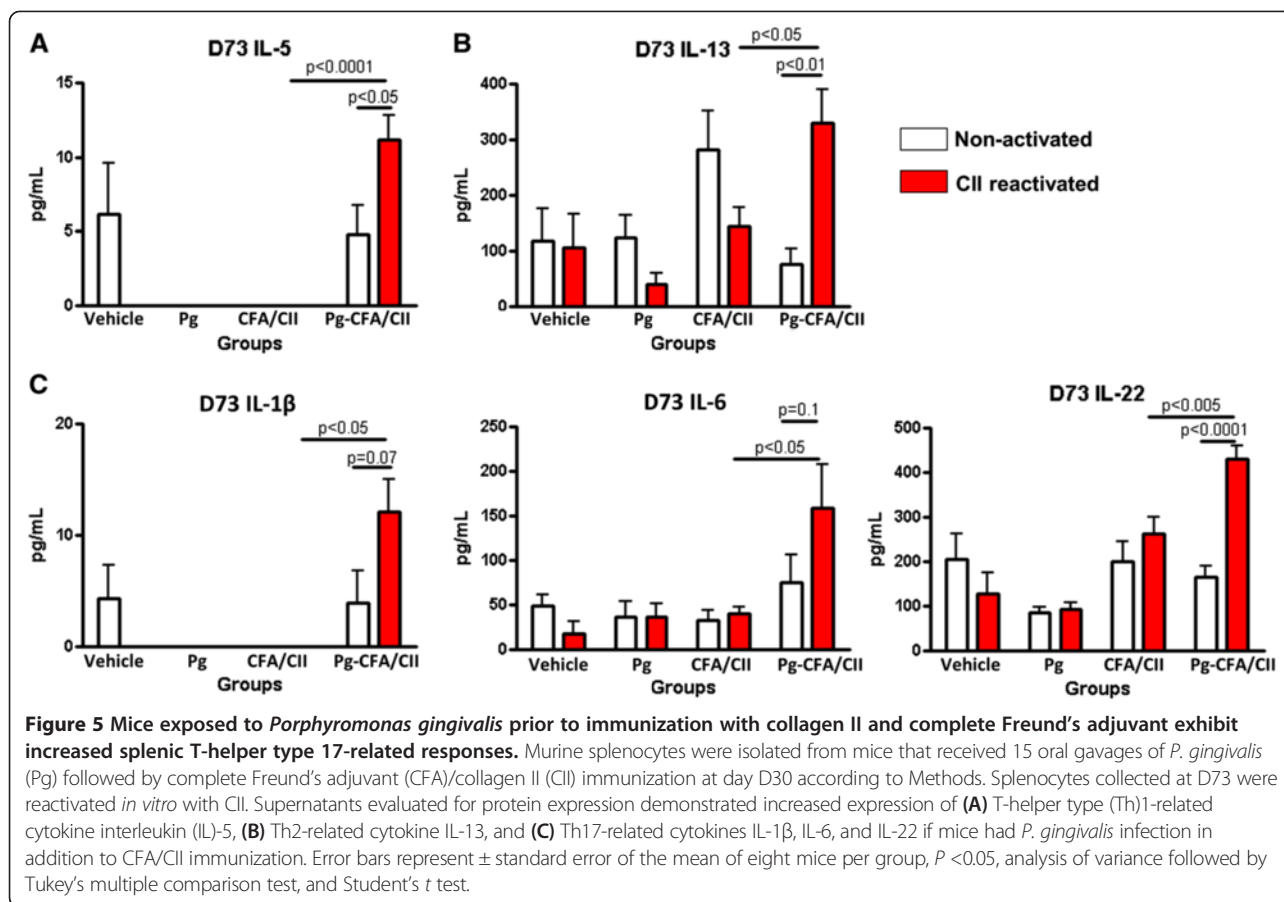 A
D73 IL-5
p<0.0001
p<0.05
15
10
5
0
pg/mL
Vehicle Pg CFA/CII Pg-CFA/CII
Groups
B
D73 IL-13
p<0.05
p<0.01
400
300
200
100
0
pg/mL
Vehicle Pg CFA/CII Pg-CFA/CII
Groups
Non-activated
CII reactivated
C
D73 IL-1β
p<0.05
p=0.07
20
10
0
pg/mL
Vehicle Pg CFA/CII Pg-CFA/CII
Groups
D73 IL-6
p=0.1
p<0.05
250
200
150
100
50
0
pg/mL
Vehicle Pg CFA/CII Pg-CFA/CII
Groups
D73 IL-22
p<0.005
p<0.0001
500
400
300
200
100
0
pg/mL
Vehicle Pg CFA/CII Pg-CFA/CII
Groups
Figure 5 Mice exposed to Porphyromonas gingivalis prior to immunization with collagen II and complete Freund's adjuvant exhibit
increased splenic T-helper type 17-related responses. Murine splenocytes were isolated from mice that received 15 oral gavages of P. gingivalis
(Pg) followed by complete Freund's adjuvant (CFA)/collagen II (CII) immunization at day D30 according to Methods. Splenocytes collected at D73 were
reactivated in vitro with CII. Supernatants evaluated for protein expression demonstrated increased expression of (A) T-helper type (Th)1-related
cytokine interleukin (IL)-5, (B) Th2-related cytokine IL-13, and (C) Th17-related cytokines IL-1β, IL-6, and IL-22 if mice had P. gingivalis infection in
addition to CFA/CII immunization. Error bars represent ± standard error of the mean of eight mice per group, P <0.05, analysis of variance followed by
Tukey's multiple comparison test, and Student's t test.